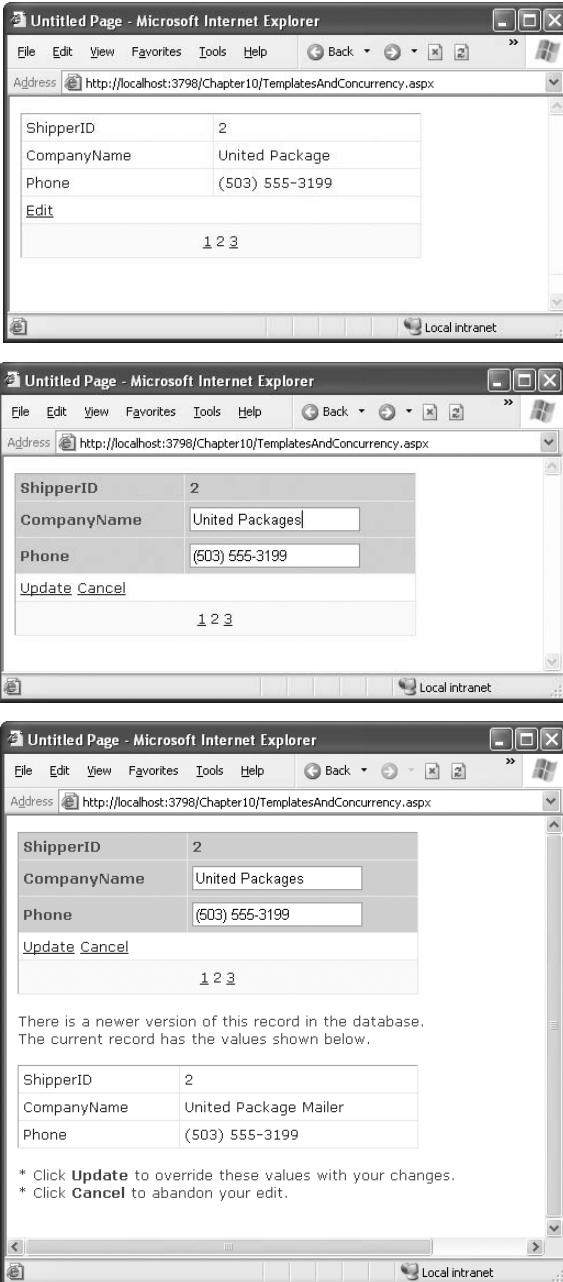 Untitled Page - Microsoft Internet Explorer
File Edit View Favorites Tools Help Back »
Address http://localhost:3798/Chapter10/TemplatesAndConcurrency.aspx
ShipperID 2
CompanyName United Package
Phone (503) 555-3199
Edit
1 2 3
Local intranet
Untitled Page - Microsoft Internet Explorer
File Edit View Favorites Tools Help Back »
Address http://localhost:3798/Chapter10/TemplatesAndConcurrency.aspx
ShipperID 2
CompanyName United Packages
Phone (503) 555-3199
Update Cancel
1 2 3
Local intranet
Untitled Page - Microsoft Internet Explorer
File Edit View Favorites Tools Help Back »
Address http://localhost:3798/Chapter10/TemplatesAndConcurrency.aspx
ShipperID 2
CompanyName United Packages
Phone (503) 555-3199
Update Cancel
1 2 3
There is a newer version of this record in the database.
The current record has the values shown below.
ShipperID 2
CompanyName United Package Mailer
Phone (503) 555-3199
* Click Update to override these values with your changes.
* Click Cancel to abandon your edit.
Local intranet